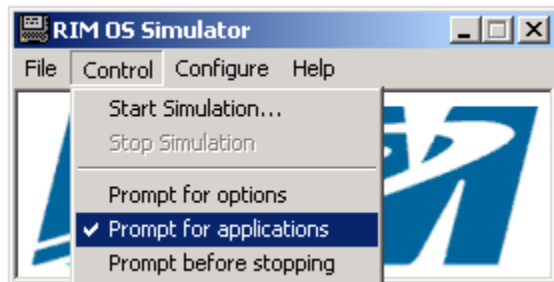 RIM OS Simulator
File Control Configure Help
Start Simulation...
Stop Simulation
Prompt for options
Prompt for applications
Prompt before stopping